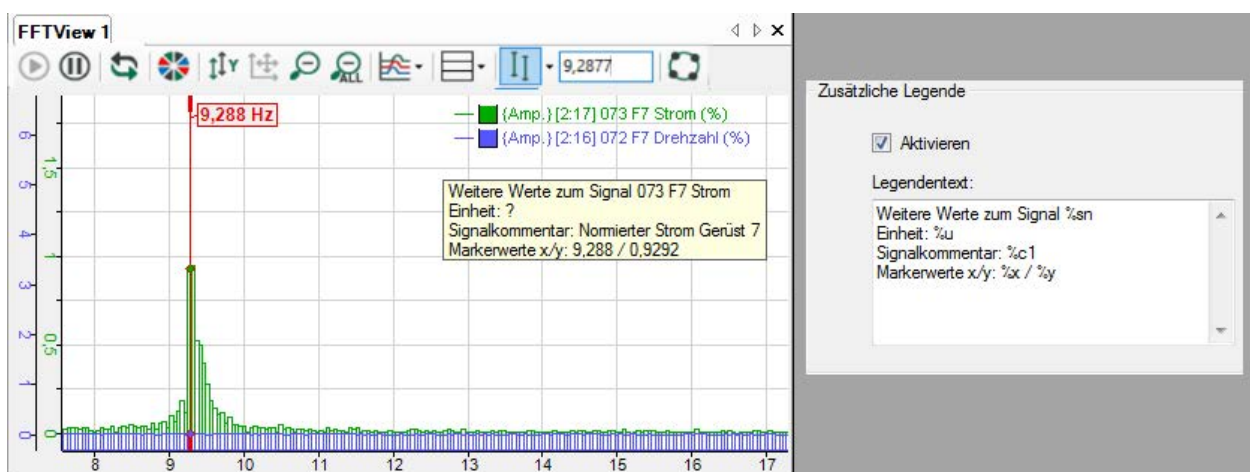 FFTView 1
ALL
9,2877
9,288 Hz
{Amp.} [2:17] 073 F7 Strom (%)
{Amp.} [2:16] 072 F7 Drehzahl (%)
Weitere Werte zum Signal 073 F7 Strom
Einheit: ?
Signalkommentar: Normierter Strom Gerüst 7
Markerwerte x/y: 9,288 / 0,9292
6
5
4
3
2
1
0
1,5
1
0,5
0
8 9 10 11 12 13 14 15 16 17
Zusätzliche Legende
Aktivieren
Legendentext:
Weitere Werte zum Signal %sn
Einheit: %u
Signalkommentar: %c1
Markerwerte x/y: %x / %y